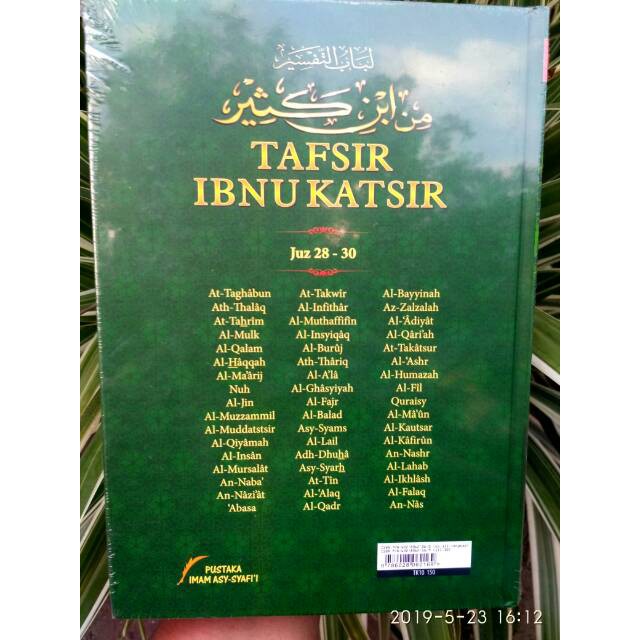 لباب التفسير
من ابن كثير
TAFSIR
IBNU KATSIR
Juz 28 - 30
At-Taghâbun
Ath-Thalâq
At-Tahrîm
Al-Mulk
Al-Qalam
Al-Hâqqah
Al-Ma'ârij
Nuh
Al-Jin
Al-Muzzammil
Al-Muddatstsir
Al-Qiyâmah
Al-Insân
Al-Mursalât
An-Naba'
An-Nâzi'ât
'Abasa
At-Takwîr
Al-Infithâr
Al-Muthaffifîn
Al-Insyiqâq
Al-Burûj
Ath-Thâriq
Al-A'lâ
Al-Ghâsyiyah
Al-Fajr
Al-Balad
Asy-Syams
Al-Lail
Adh-Dhuhâ
Asy-Syarh
At-Tîn
Al-'Alaq
Al-Qadr
Al-Bayyinah
Az-Zalzalah
Al-'Âdiyât
Al-Qâri'ah
At-Takâtsur
Al-'Ashr
Al-Humazah
Al-Fîl
Quraisy
Al-Mâ'ûn
Al-Kautsar
Al-Kâfirûn
An-Nashr
Al-Lahab
Al-Ikhlâsh
Al-Falaq
An-Nâs
PUSTAKA
IMAM ASY-SYAFI'I
TK10 150
2019-5-23 16:12